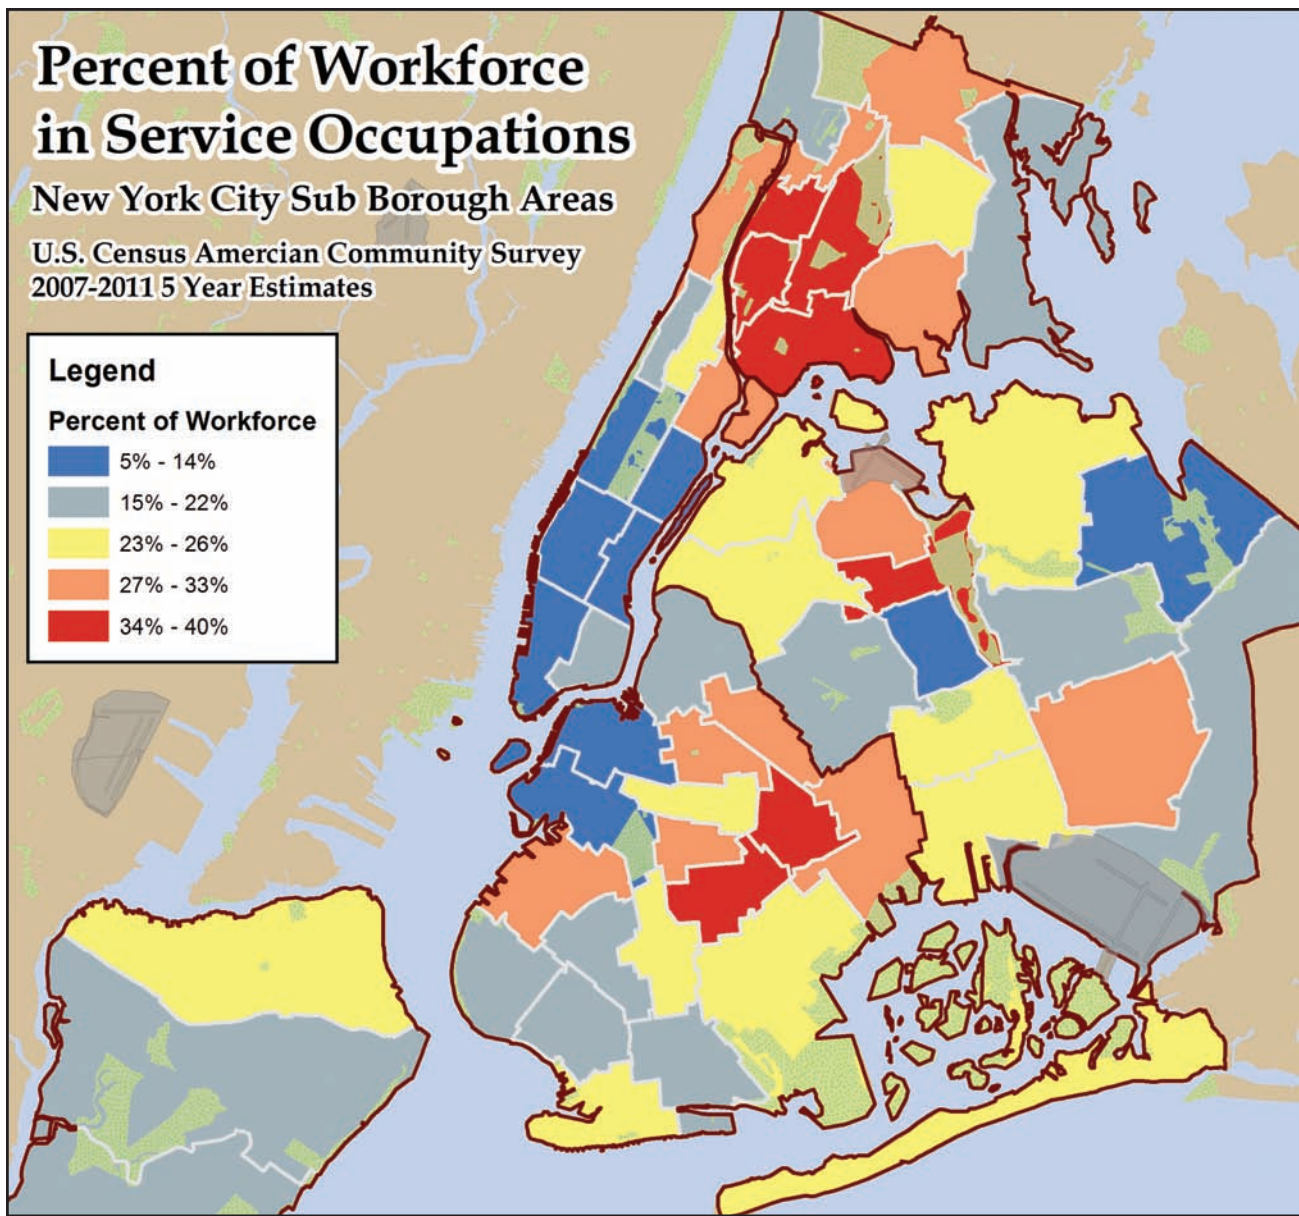 Percent of Workforce
in Service Occupations
New York City Sub Borough Areas
U.S. Census Amercian Community Survey
2007-2011 5 Year Estimates
Legend
Percent of Workforce
5% - 14%
15% - 22%
23% - 26%
27% - 33%
34% - 40%